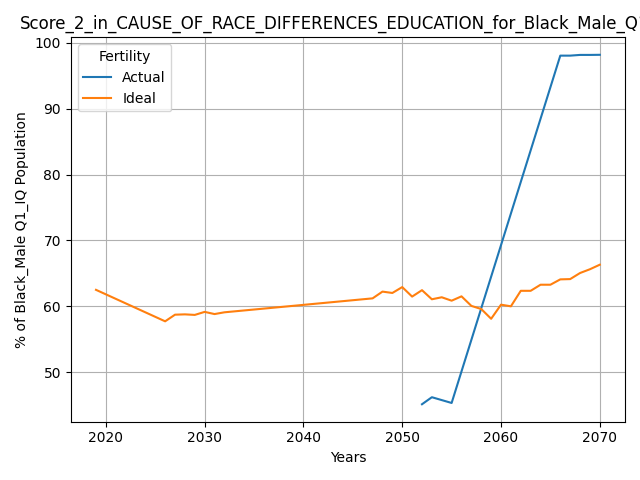 Score_2_in_CAUSE_OF_RACE_DIFFERENCES_EDUCATION_for_Black_Male_Q
Fertility
Actual
Ideal
100
90
80
70
60
50
% of Black_Male Q1_IQ Population
2020
2030
2040
2050
2060
2070
Years